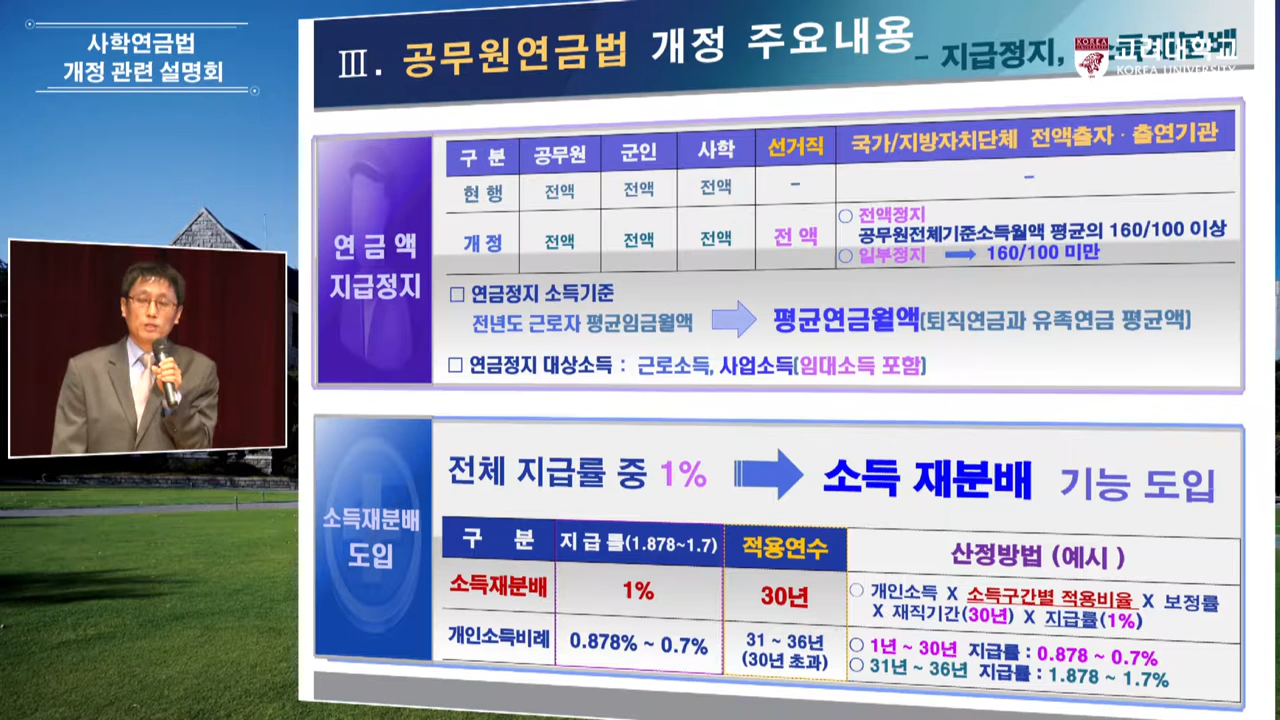 사학연금법
개정 관련 설명회
Ⅲ. 공무원연금법 개정 주요내용 - 지급정지, 소득재분배
KOREA
고려대학교
KOREA UNIVERSITY
연금액
지급정지
구 분 공무원 군인 사학 선거직 국가/지방자치단체 전액출자 · 출연기관
현 행 전액 전액 전액 - -
개 정 전액 전액 전액 전 액
○ 전액정지
공무원전체기준소득월액 평균의 160/100 이상
○ 일부정지 → 160/100 미만
□ 연금정지 소득기준
전년도 근로자 평균임금월액 → 평균연금월액(퇴직연금과 유족연금 평균액)
□ 연금정지 대상소득 : 근로소득, 사업소득(임대소득 포함)
소득재분배
도입
전체 지급률 중 1% → 소득 재분배 기능 도입
구 분 지 급 률(1.878~1.7) 적용연수 산정방법 (예시 )
소득재분배 1% 30년
○ 개인소득 X 소득구간별 적용비율 X 보정률
X 재직기간(30년) X 지급률(1%)
개인소득비례 0.878% ~ 0.7%
31 ~ 36년
(30년 초과)
○ 1년 ~ 30년 지급률 : 0.878 ~ 0.7%
○ 31년 ~ 36년 지급률 : 1.878 ~ 1.7%